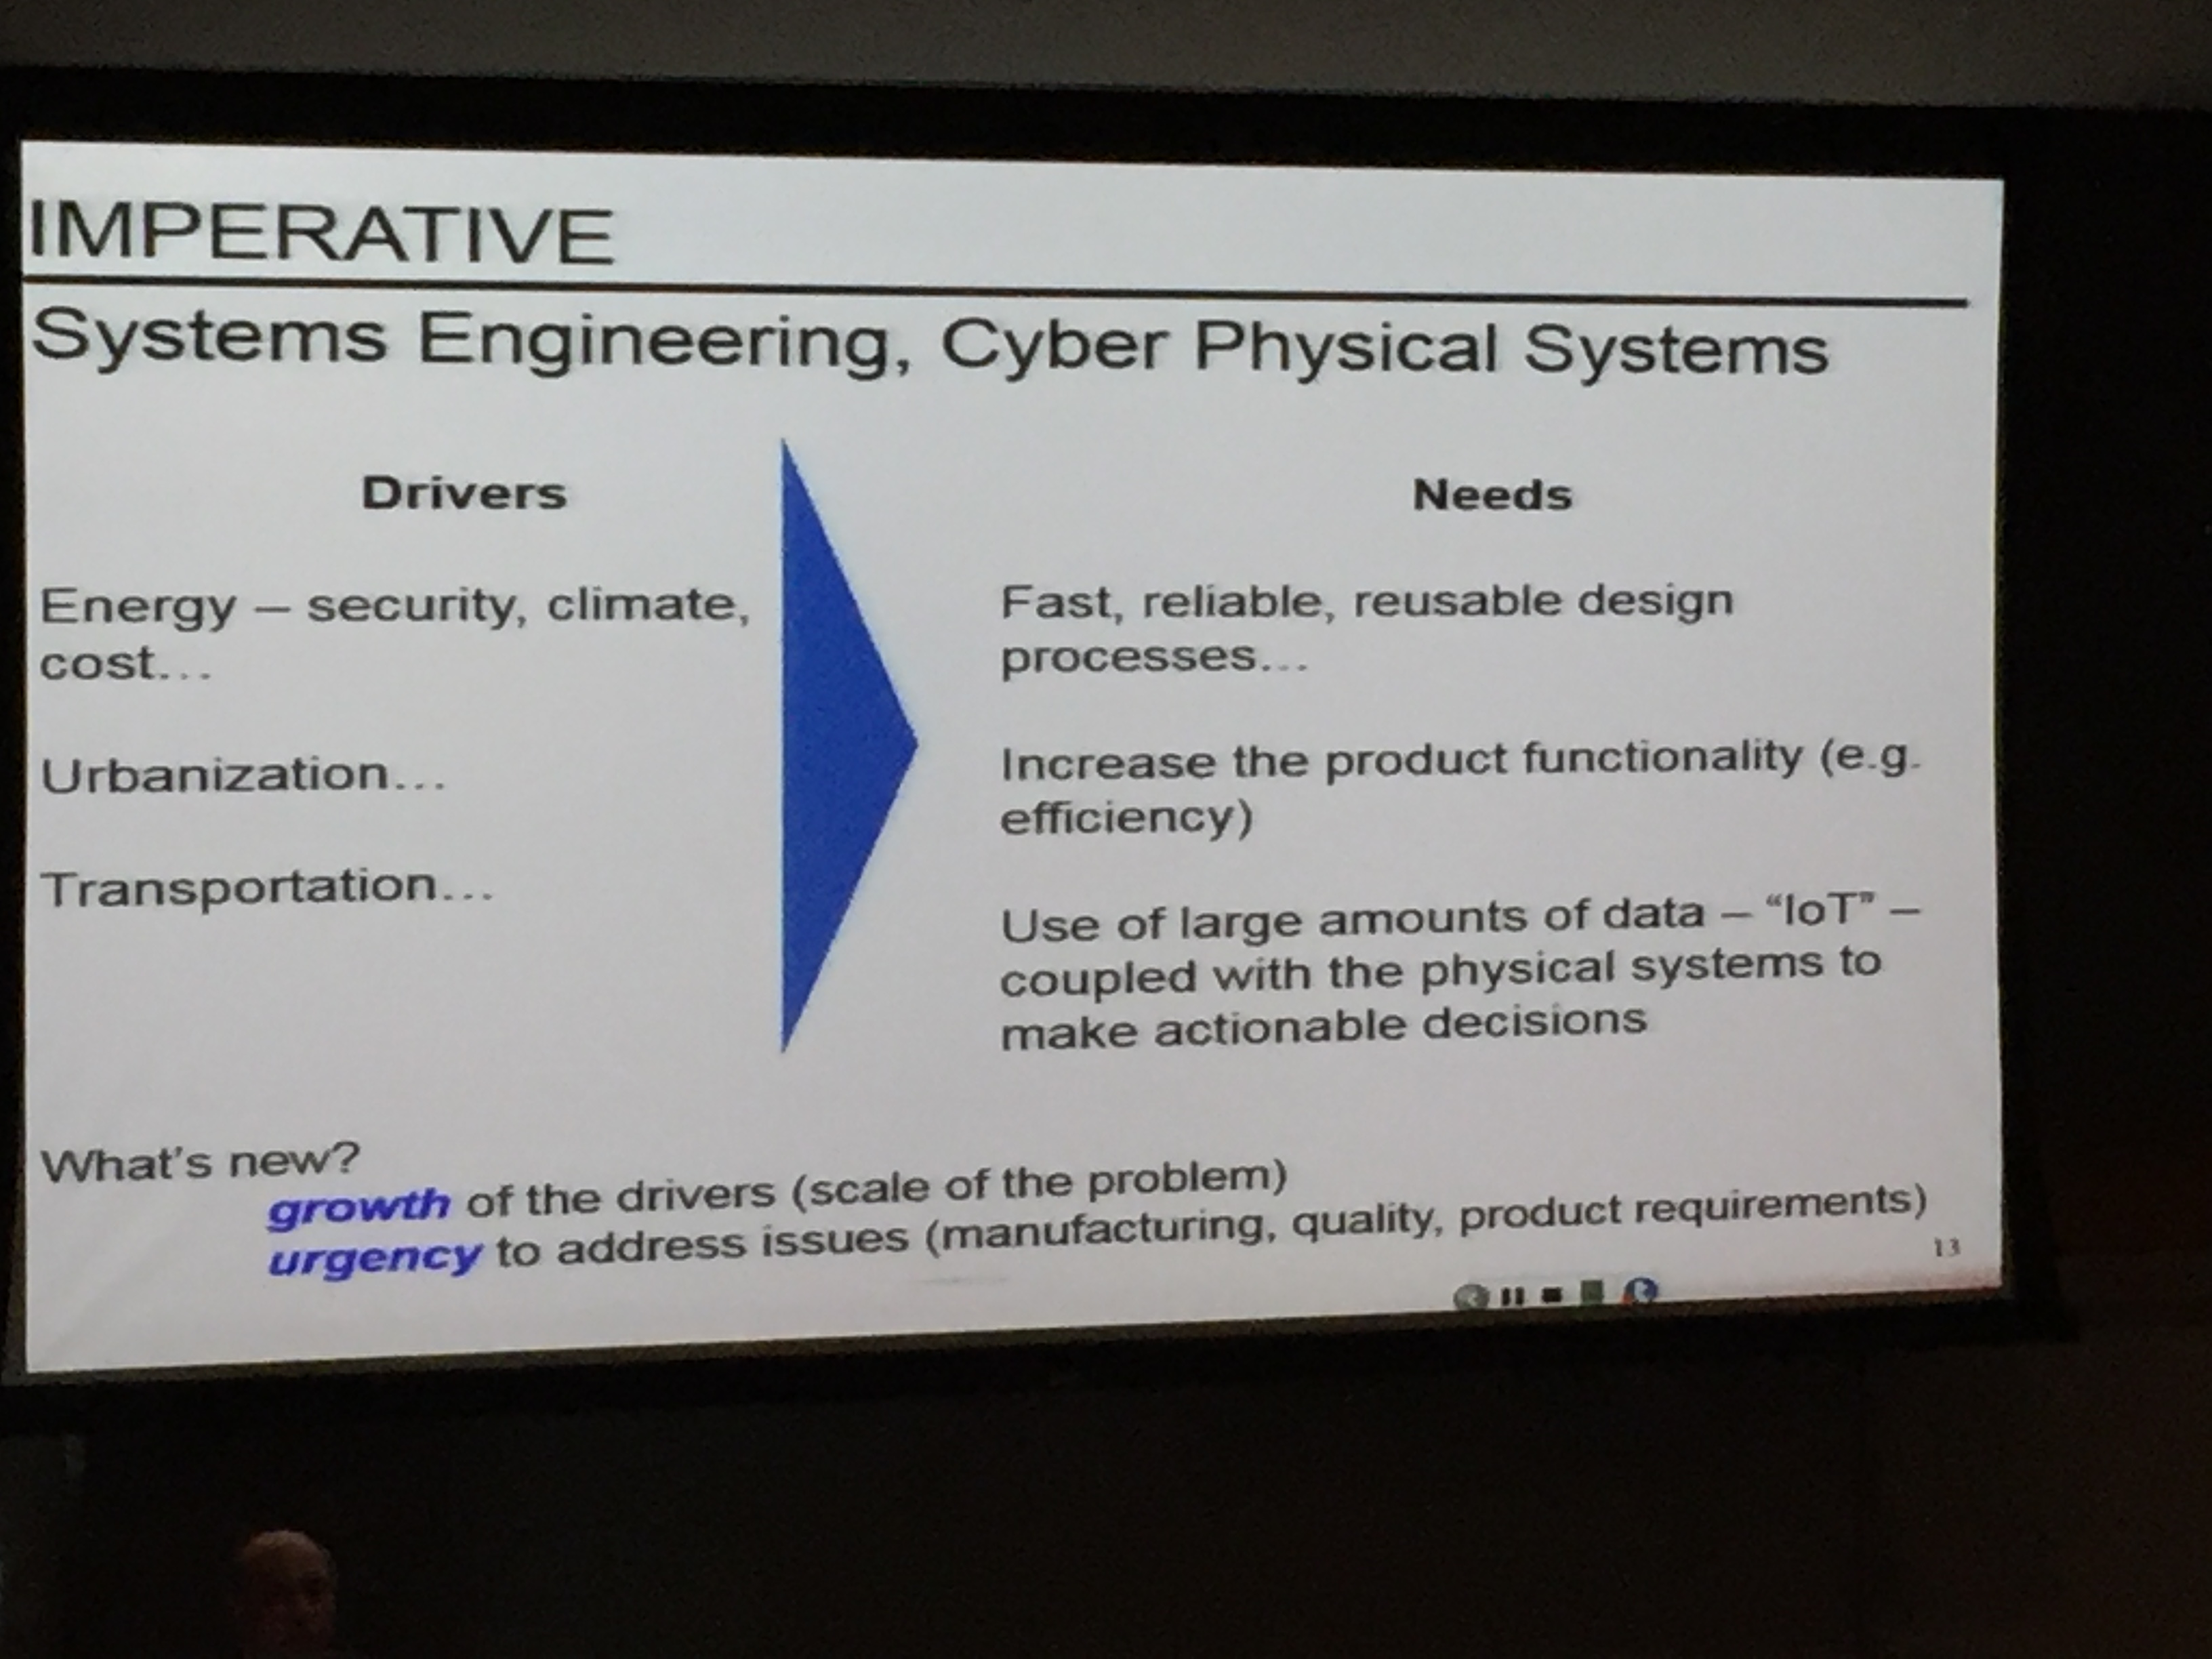 IMPERATIVE
Systems Engineering, Cyber Physical Systems
Drivers
Energy – security, climate,
cost...
Urbanization...
Transportation...
Needs
Fast, reliable, reusable design
processes...
Increase the product functionality (e.g.
efficiency)
Use of large amounts of data – “IoT” –
coupled with the physical systems to
make actionable decisions
What's new?
growth of the drivers (scale of the problem)
urgency to address issues (manufacturing, quality, product requirements)
13